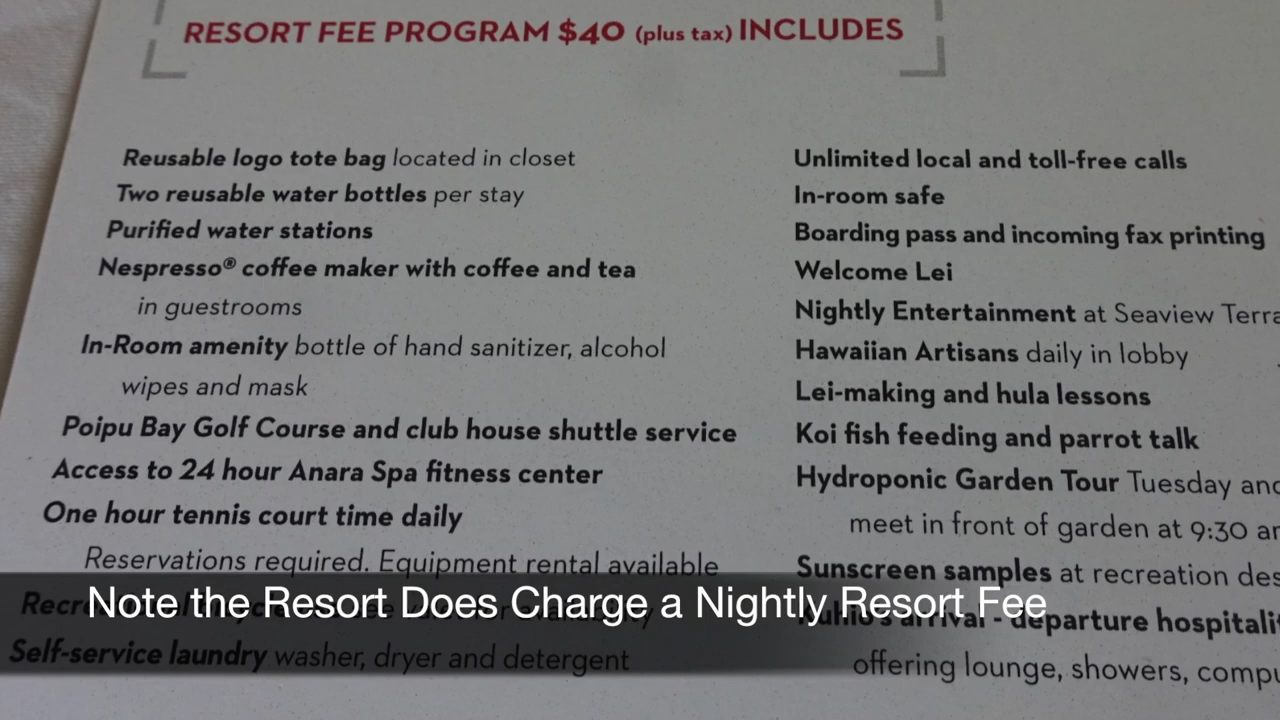 RESORT FEE PROGRAM $40 (plus tax) INCLUDES
Reusable logo tote bag located in closet
Two reusable water bottles per stay
Purified water stations
Nespresso® coffee maker with coffee and tea
in guestrooms
In-Room amenity bottle of hand sanitizer, alcohol
wipes and mask
Poipu Bay Golf Course and club house shuttle service
Access to 24 hour Anara Spa fitness center
One hour tennis court time daily
Reservations required. Equipment rental available
Self-service laundry washer, dryer and detergent
Unlimited local and toll-free calls
In-room safe
Boarding pass and incoming fax printing
Welcome Lei
Nightly Entertainment at Seaview
Hawaiian Artisans daily in lobby
Lei-making and hula lessons
Koi fish feeding and parrot talk
Hydroponic Garden Tour Tuesday and
meet in front of garden at 9:30
Sunscreen samples at recreation
arrival - departure
offering lounge, showers,
Note the Resort Does Charge a Nightly Resort Fee